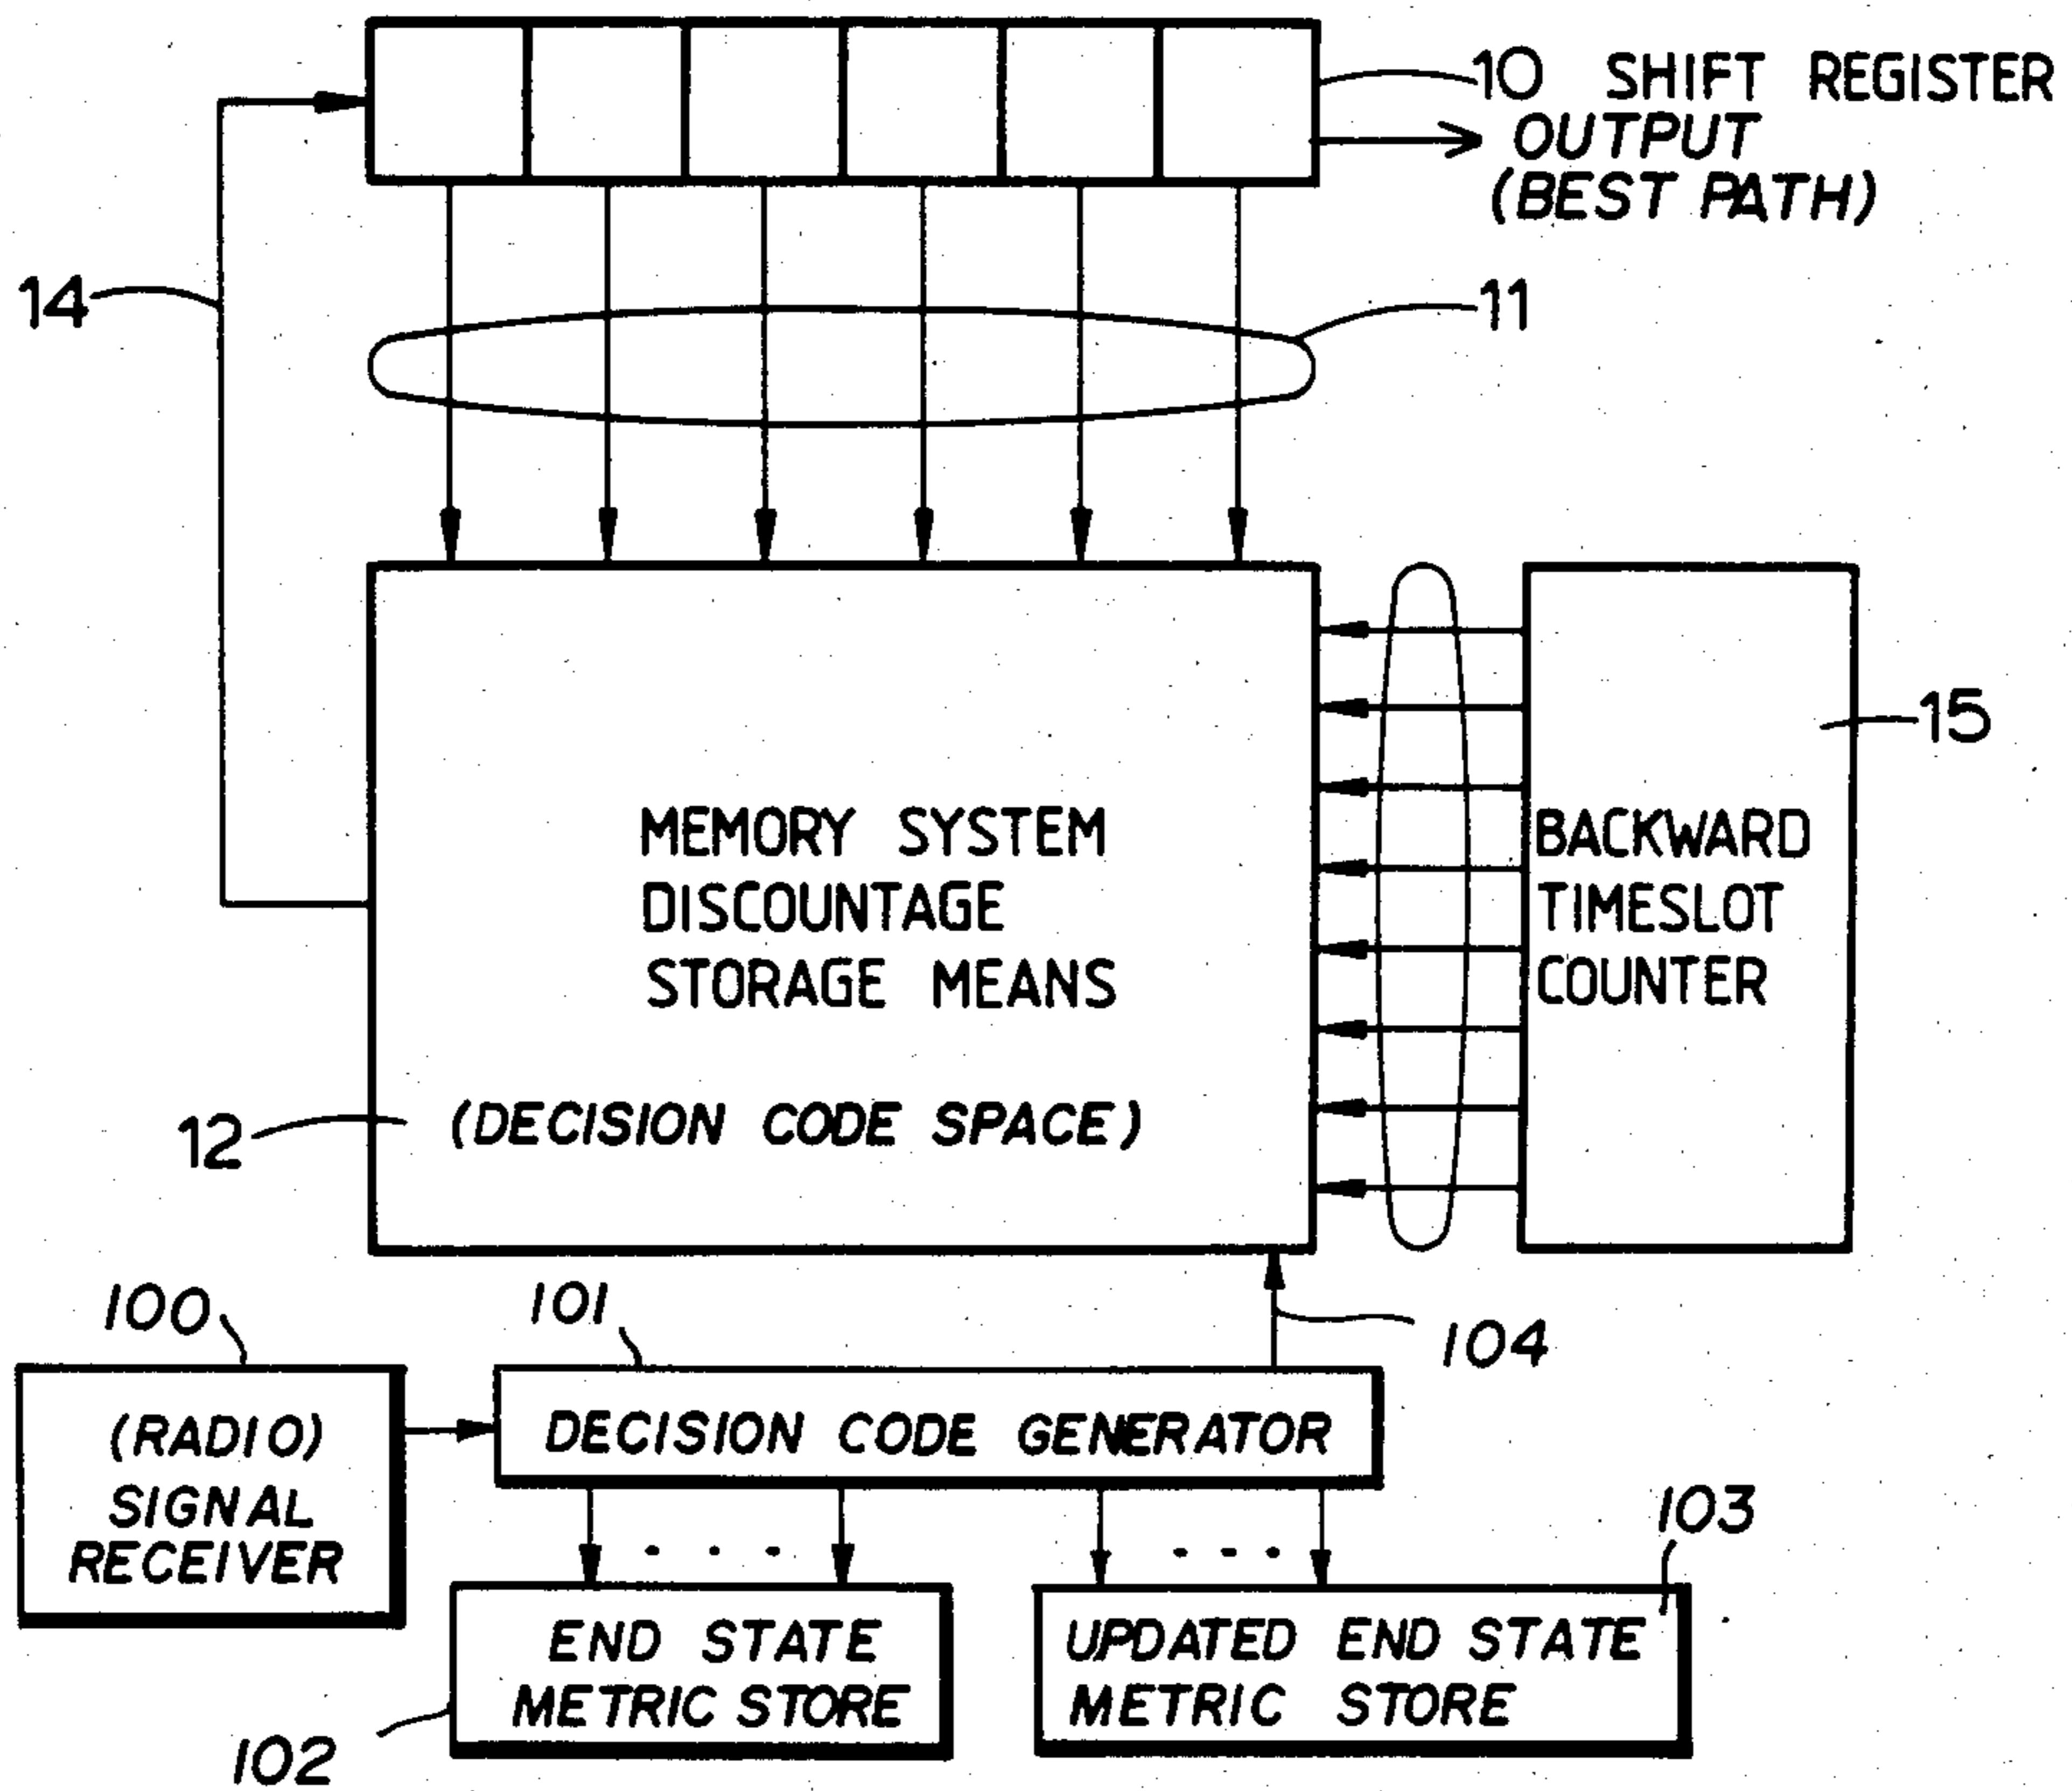 10 SHIFT REGISTER
OUTPUT
(BEST PATH)
14
11
15
MEMORY SYSTEM
DISCOUNTAGE
STORAGE MEANS
(DECISION CODE SPACE)
BACKWARD
TIMESLOT
COUNTER
12
100
101
104
(RADIO)
SIGNAL
RECEIVER
DECISION CODE GENERATOR
103
END STATE
METRIC STORE
UPDATED END STATE
METRIC STORE
102